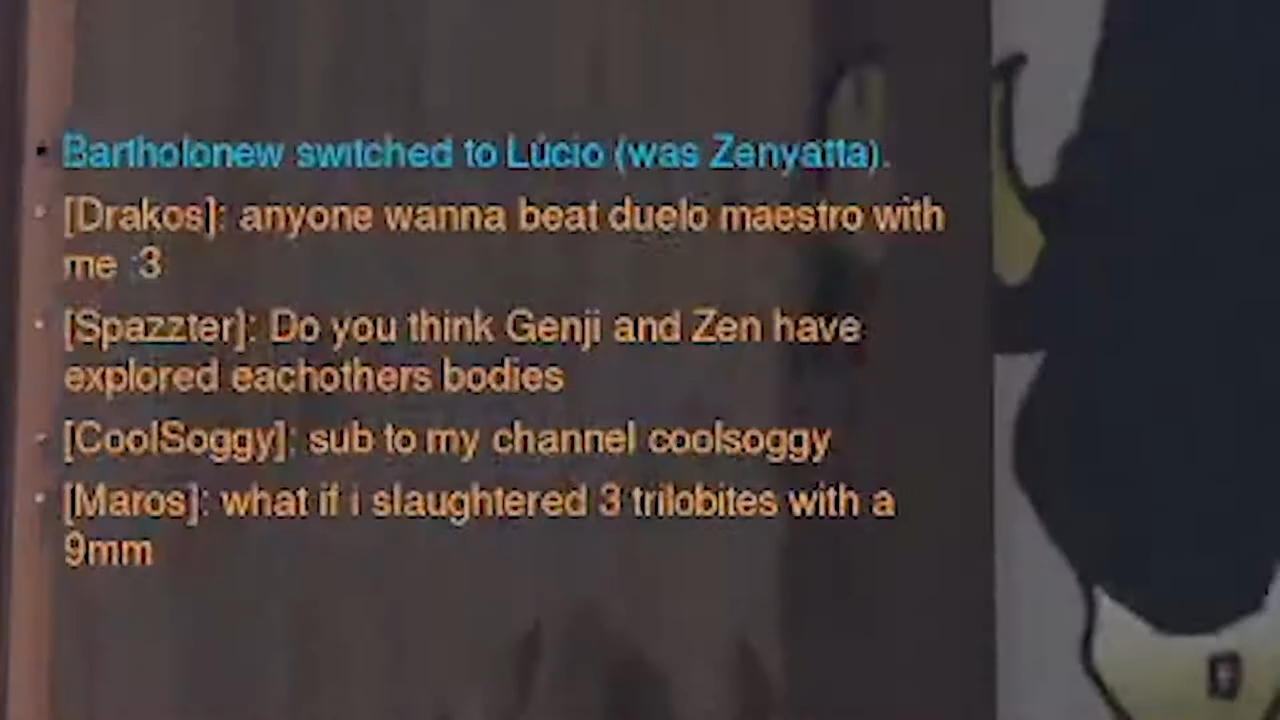 Bartholonew switched to Lúcio (was Zenyatta).
[Drakos]: anyone wanna beat duelo maestro with
me :3
[Spazzter]: Do you think Genji and Zen have
explored eachothers bodies
[CoolSoggy]: sub to my channel coolsoggy
[Maros]: what if i slaughtered 3 trilobites with a
9mm